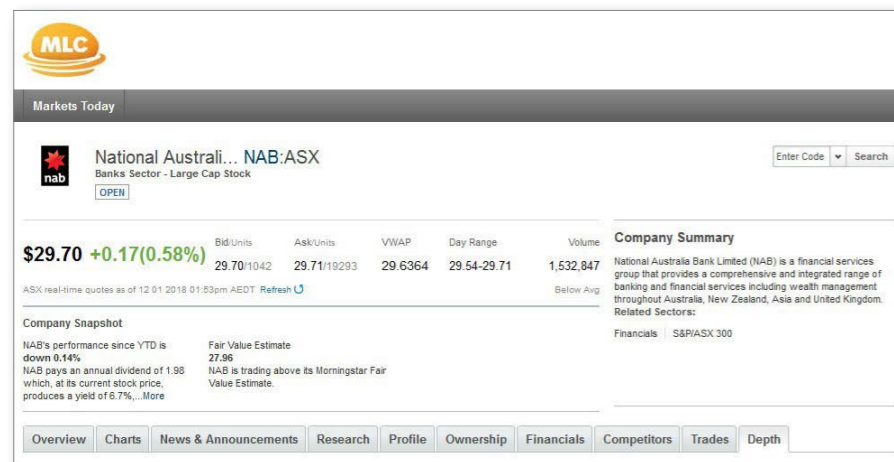 MLC
Markets Today
nab
National Australi... NAB:ASX
Banks Sector - Large Cap Stock
OPEN
Enter Code Search
$29.70 +0.17(0.58%)
Bid/Units Ask/Units VWAP Day Range Volume
29.70/1042 29.71/19293 29.6364 29.54-29.71 1,532,847
ASX real-time quotes as of 12 01 2018 01:53pm AEDT Refresh Below Avg
Company Summary
National Australia Bank Limited (NAB) is a financial services
group that provides a comprehensive and integrated range of
banking and financial services including wealth management
throughout Australia, New Zealand, Asia and United Kingdom.
Related Sectors:
Financials S&P/ASX 300
Company Snapshot
NAB's performance since YTD is
down 0.14%
NAB pays an annual dividend of 1.98
which, at its current stock price,
produces a yield of 6.7%,...More
Fair Value Estimate
27.96
NAB is trading above its Morningstar Fair
Value Estimate.
Overview Charts News & Announcements Research Profile Ownership Financials Competitors Trades Depth